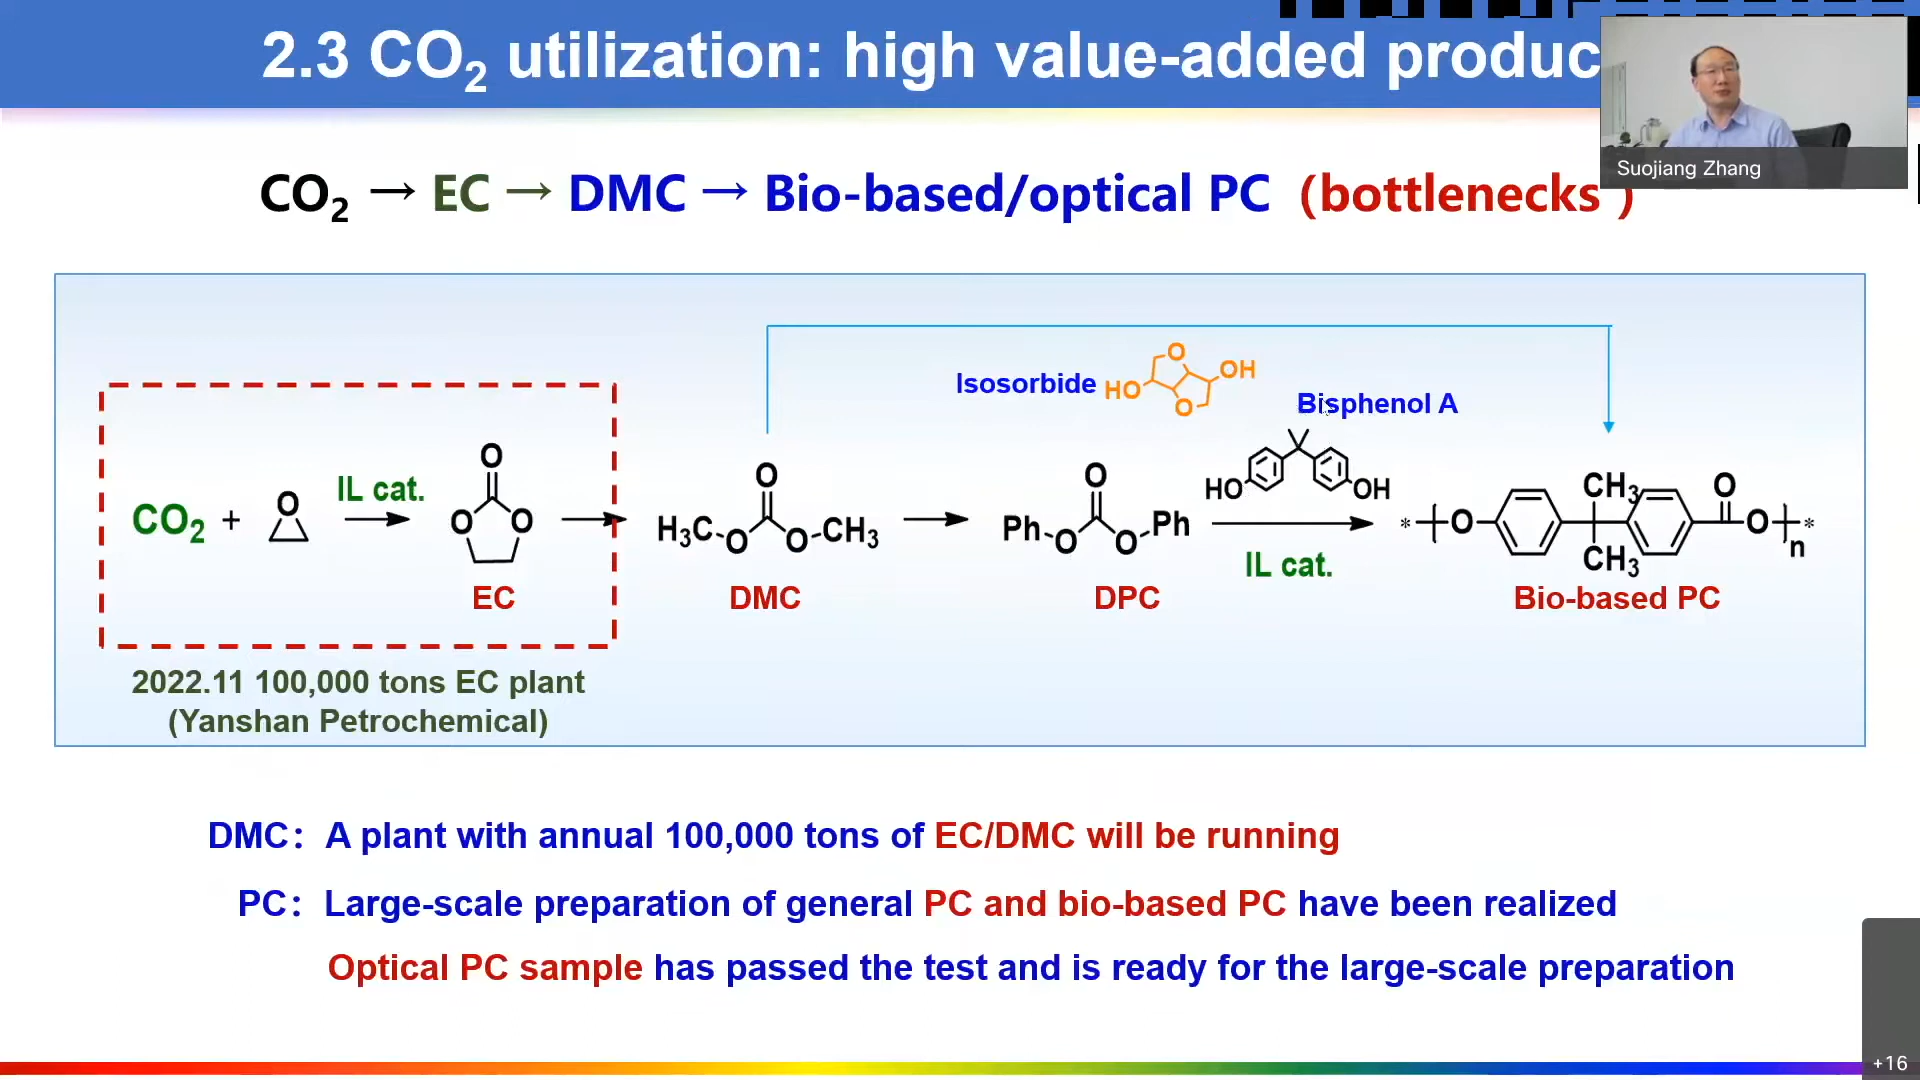 2.3 CO₂ utilization: high value-added produc
Suojiang Zhang
CO₂ → EC → DMC → Bio-based/optical PC (bottlenecks )
Isosorbide HO O O OH
Bisphenol A
HO OH
CO₂ + O
IL cat.
O O O
EC
H₃C-O O O-CH₃
DMC
Ph-O O O-Ph
DPC
IL cat.
*-[-O CH₃ CH₃ O O-]-n *
Bio-based PC
2022.11 100,000 tons EC plant
(Yanshan Petrochemical)
DMC: A plant with annual 100,000 tons of EC/DMC will be running
PC: Large-scale preparation of general PC and bio-based PC have been realized
Optical PC sample has passed the test and is ready for the large-scale preparation
+16